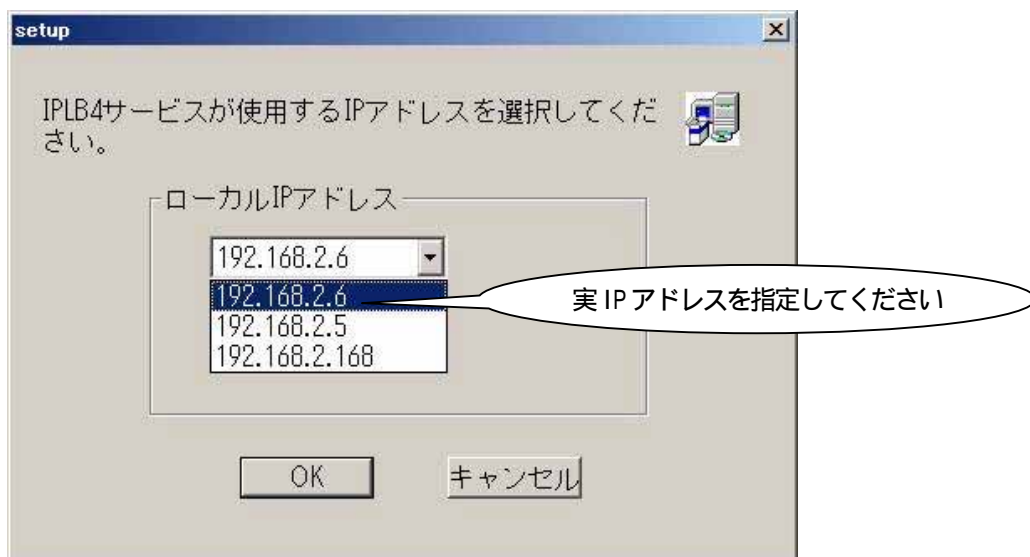 setup
IPLB4サービスが使用するIPアドレスを選択してくだ
さい。
ローカルIPアドレス
192.168.2.6
192.168.2.6
実 IP アドレスを指定してください
192.168.2.5
192.168.2.168
OK
キャンセル